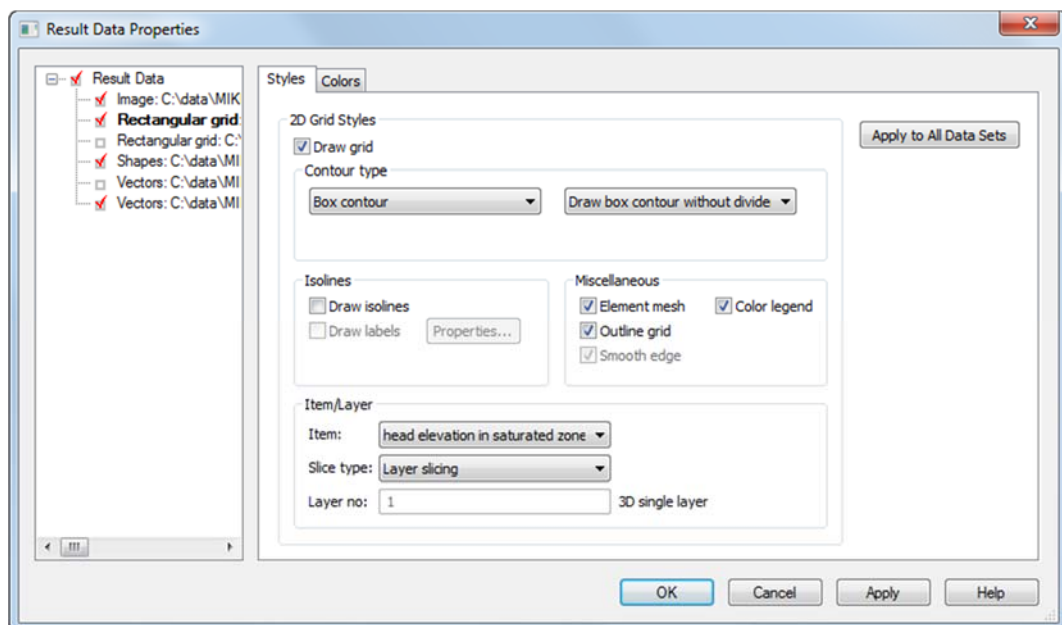 Result Data Properties
Result Data
Image: C:\data\MIK
Rectangular grid:
Rectangular grid: C:\
Shapes: C:\data\MI
Vectors: C:\data\MI
Vectors: C:\data\MI
Styles
Colors
2D Grid Styles
Draw grid
Apply to All Data Sets
Contour type
Box contour
Draw box contour without divide
Isolines
Draw isolines
Draw labels
Properties...
Miscellaneous
Element mesh
Color legend
Outline grid
Smooth edge
Item/Layer
Item:
head elevation in saturated zone
Slice type:
Layer slicing
Layer no:
1
3D single layer
OK
Cancel
Apply
Help